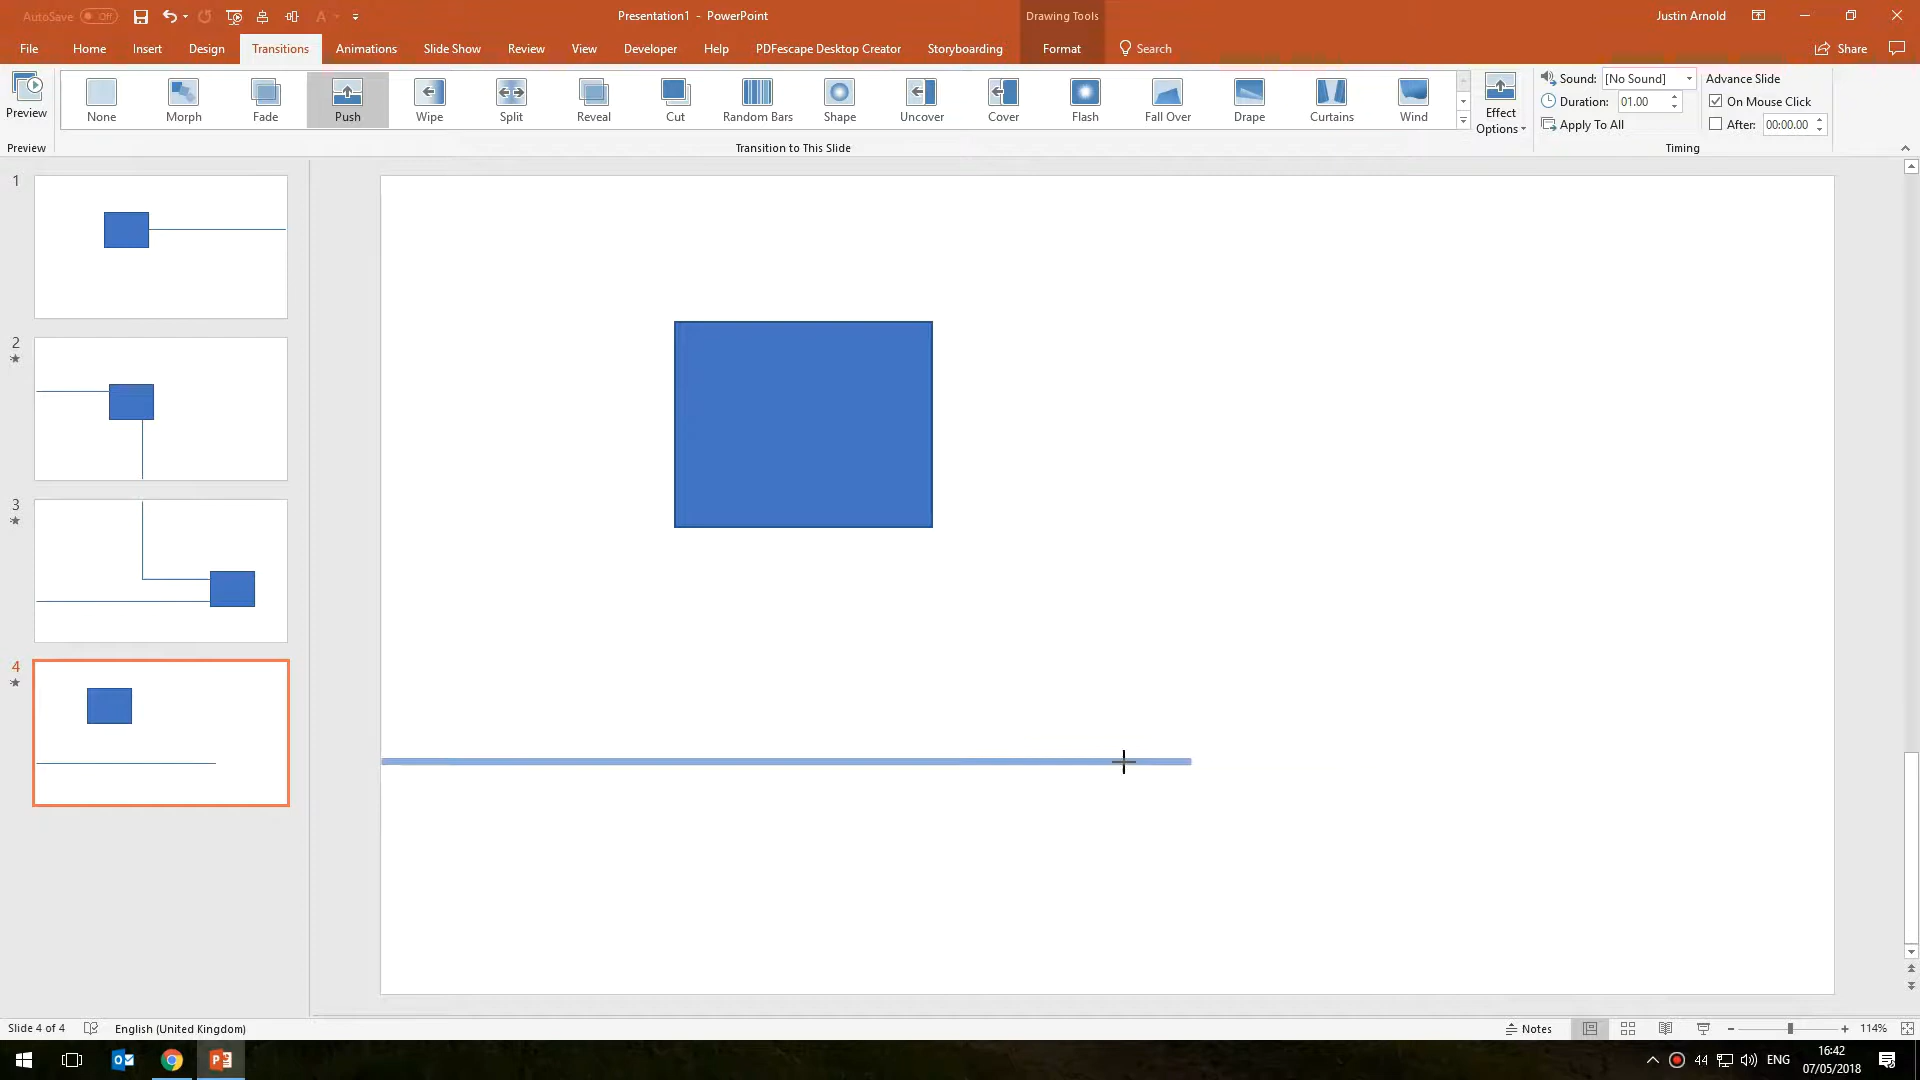 AutoSave Off
Presentation1 - PowerPoint
Drawing Tools
Justin Arnold
File Home Insert Design Transitions Animations Slide Show Review View Developer Help PDFescape Desktop Creator Storyboarding Format Search Share
Preview
None Morph Fade Push Wipe Split Reveal Cut Random Bars Shape Uncover Cover Flash Fall Over Drape Curtains Wind
Effect Options
Sound: [No Sound]
Duration: 01.00
Apply To All
Advance Slide
On Mouse Click
After: 00:00.00
Preview
Transition to This Slide
Timing
1
2
3
4
Slide 4 of 4
English (United Kingdom)
Notes
114%
44
ENG
16:42
07/05/2018